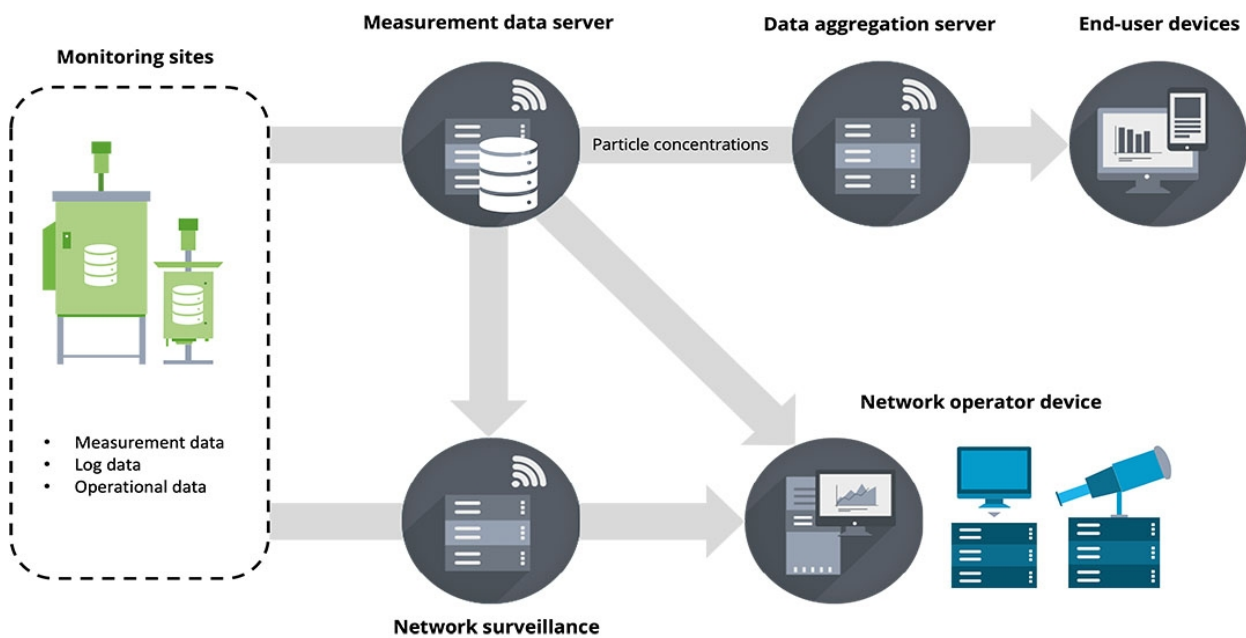 Measurement data server
Data aggregation server
End-user devices
Monitoring sites
Particle concentrations
Network operator device
• Measurement data
• Log data
• Operational data
Network surveillance